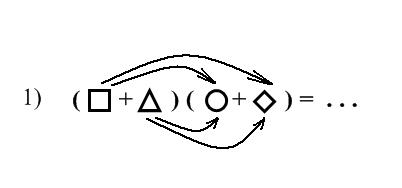 1) (□ + △)(○ + ◇) = ...